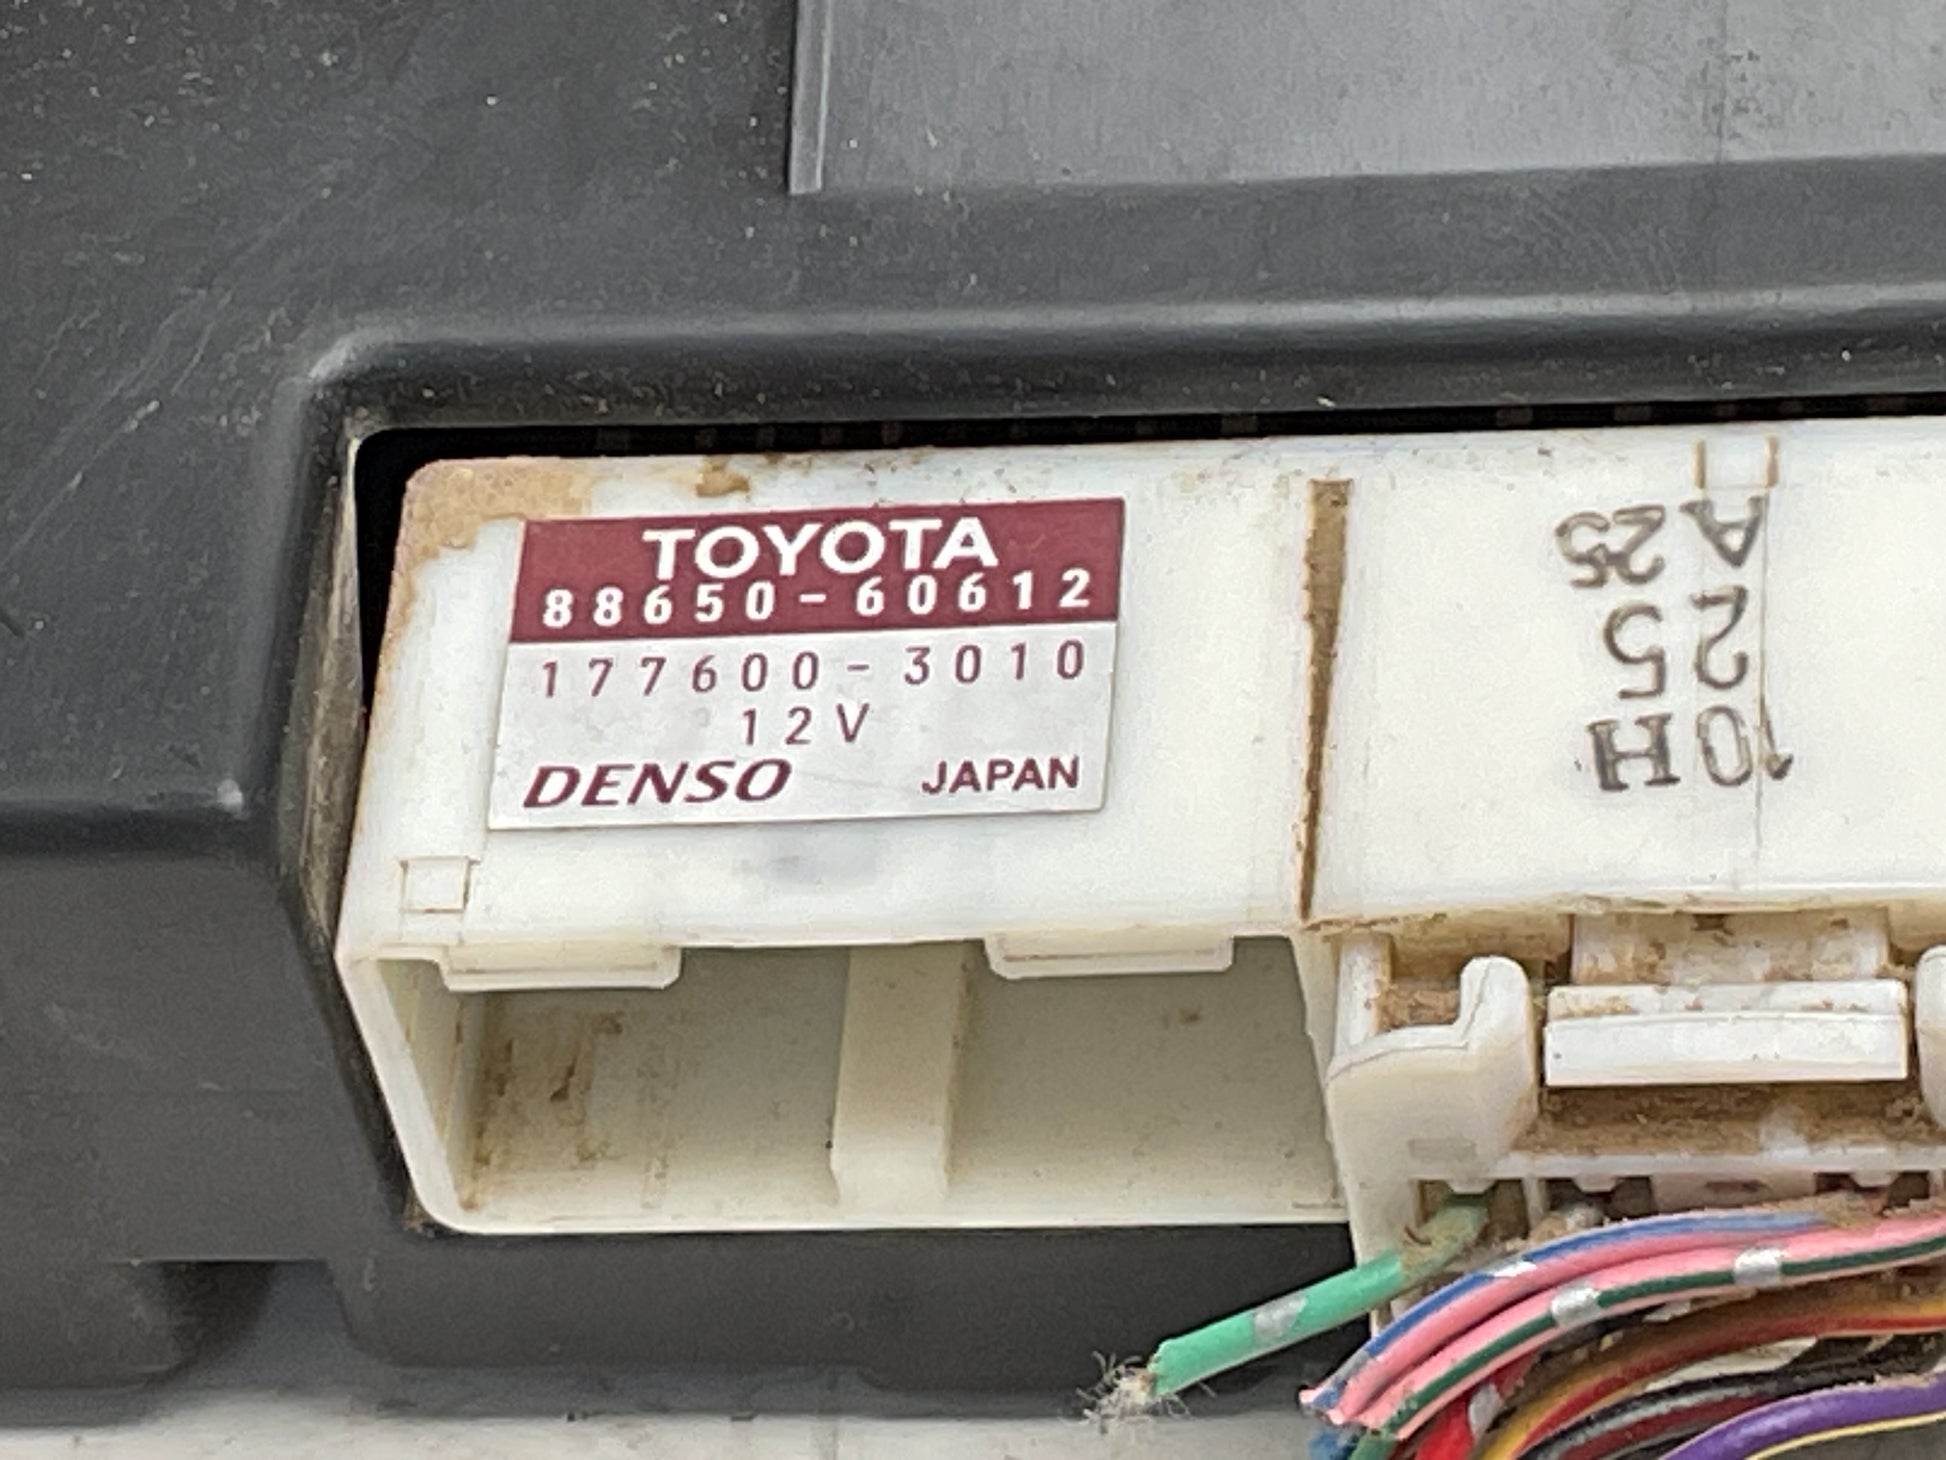 TOYOTA
88650-60612
177600-3010
12V
DENSO JAPAN
A
25
A25
10H